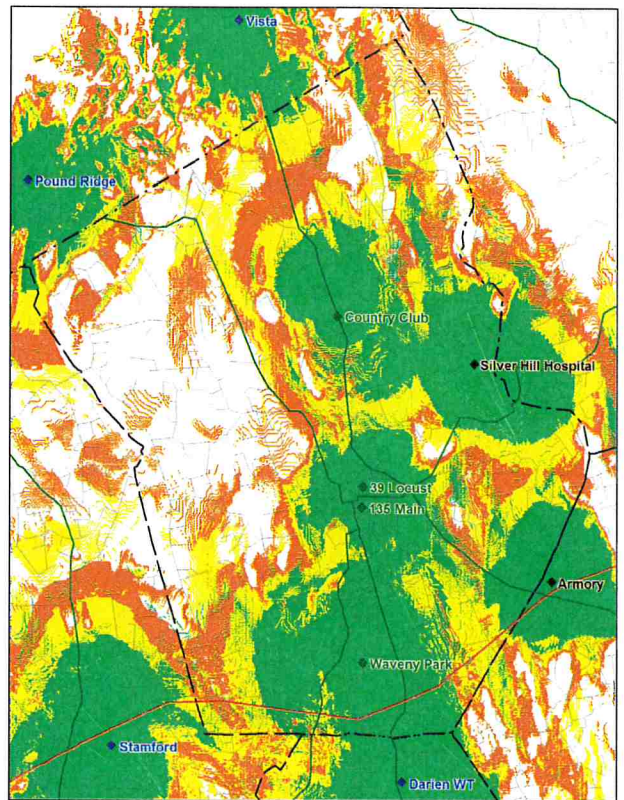 Vista
Pound Ridge
Country Club
Silver Hill Hospital
39 Locust
135 Main
Armory
Waveny Park
Stamford
Darien WT